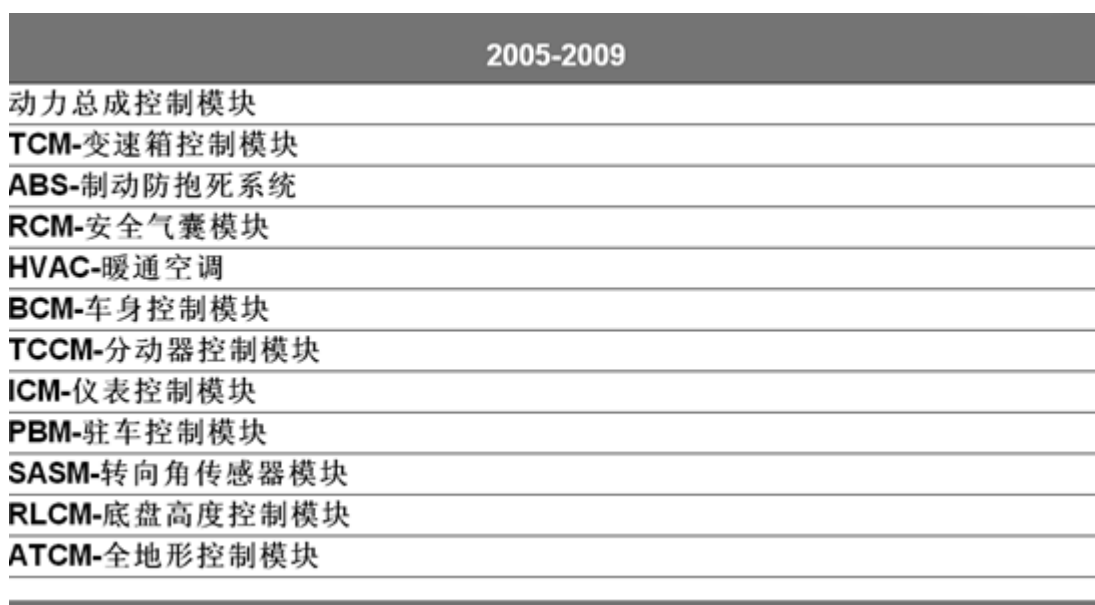 2005-2009
动力总成控制模块
TCM-变速箱控制模块
ABS-制动防抱死系统
RCM-安全气囊模块
HVAC-暖通空调
BCM-车身控制模块
TCCM-分动器控制模块
ICM-仪表控制模块
PBM-驻车控制模块
SASM-转向角传感器模块
RLCM-底盘高度控制模块
ATCM-全地形控制模块